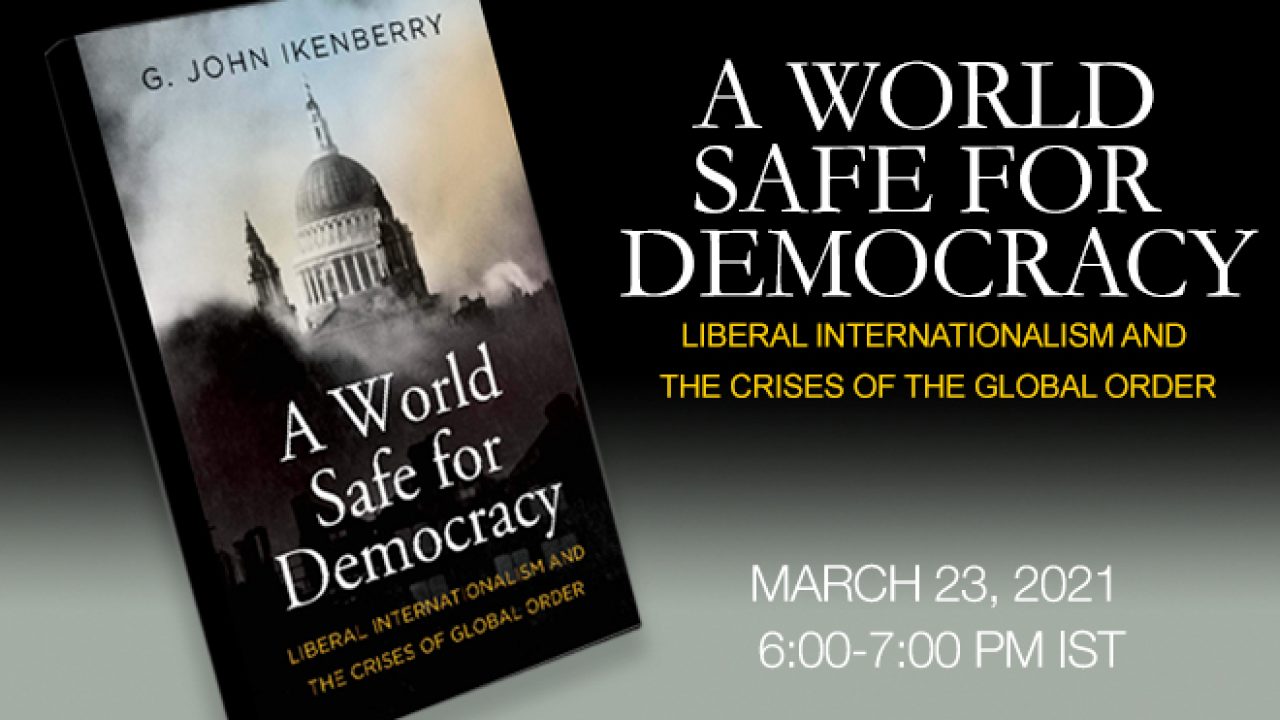 G. JOHN IKENBERRY
A World
Safe for
Democracy
LIBERAL INTERNATIONALISM AND
THE CRISES OF GLOBAL ORDER
A WORLD
SAFE FOR
DEMOCRACY
LIBERAL INTERNATIONALISM AND
THE CRISES OF THE GLOBAL ORDER
MARCH 23, 2021
6:00-7:00 PM IST